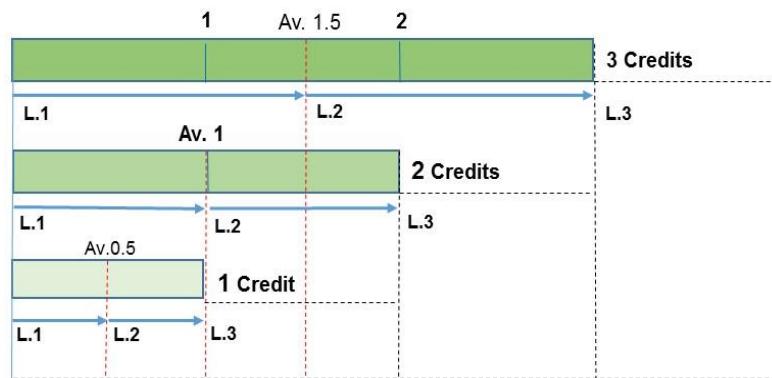 1 Av. 1.5 2
3 Credits
L.1 L.2 L.3
Av. 1
2 Credits
L.1 L.2 L.3
Av.0.5
1 Credit
L.1 L.2 L.3